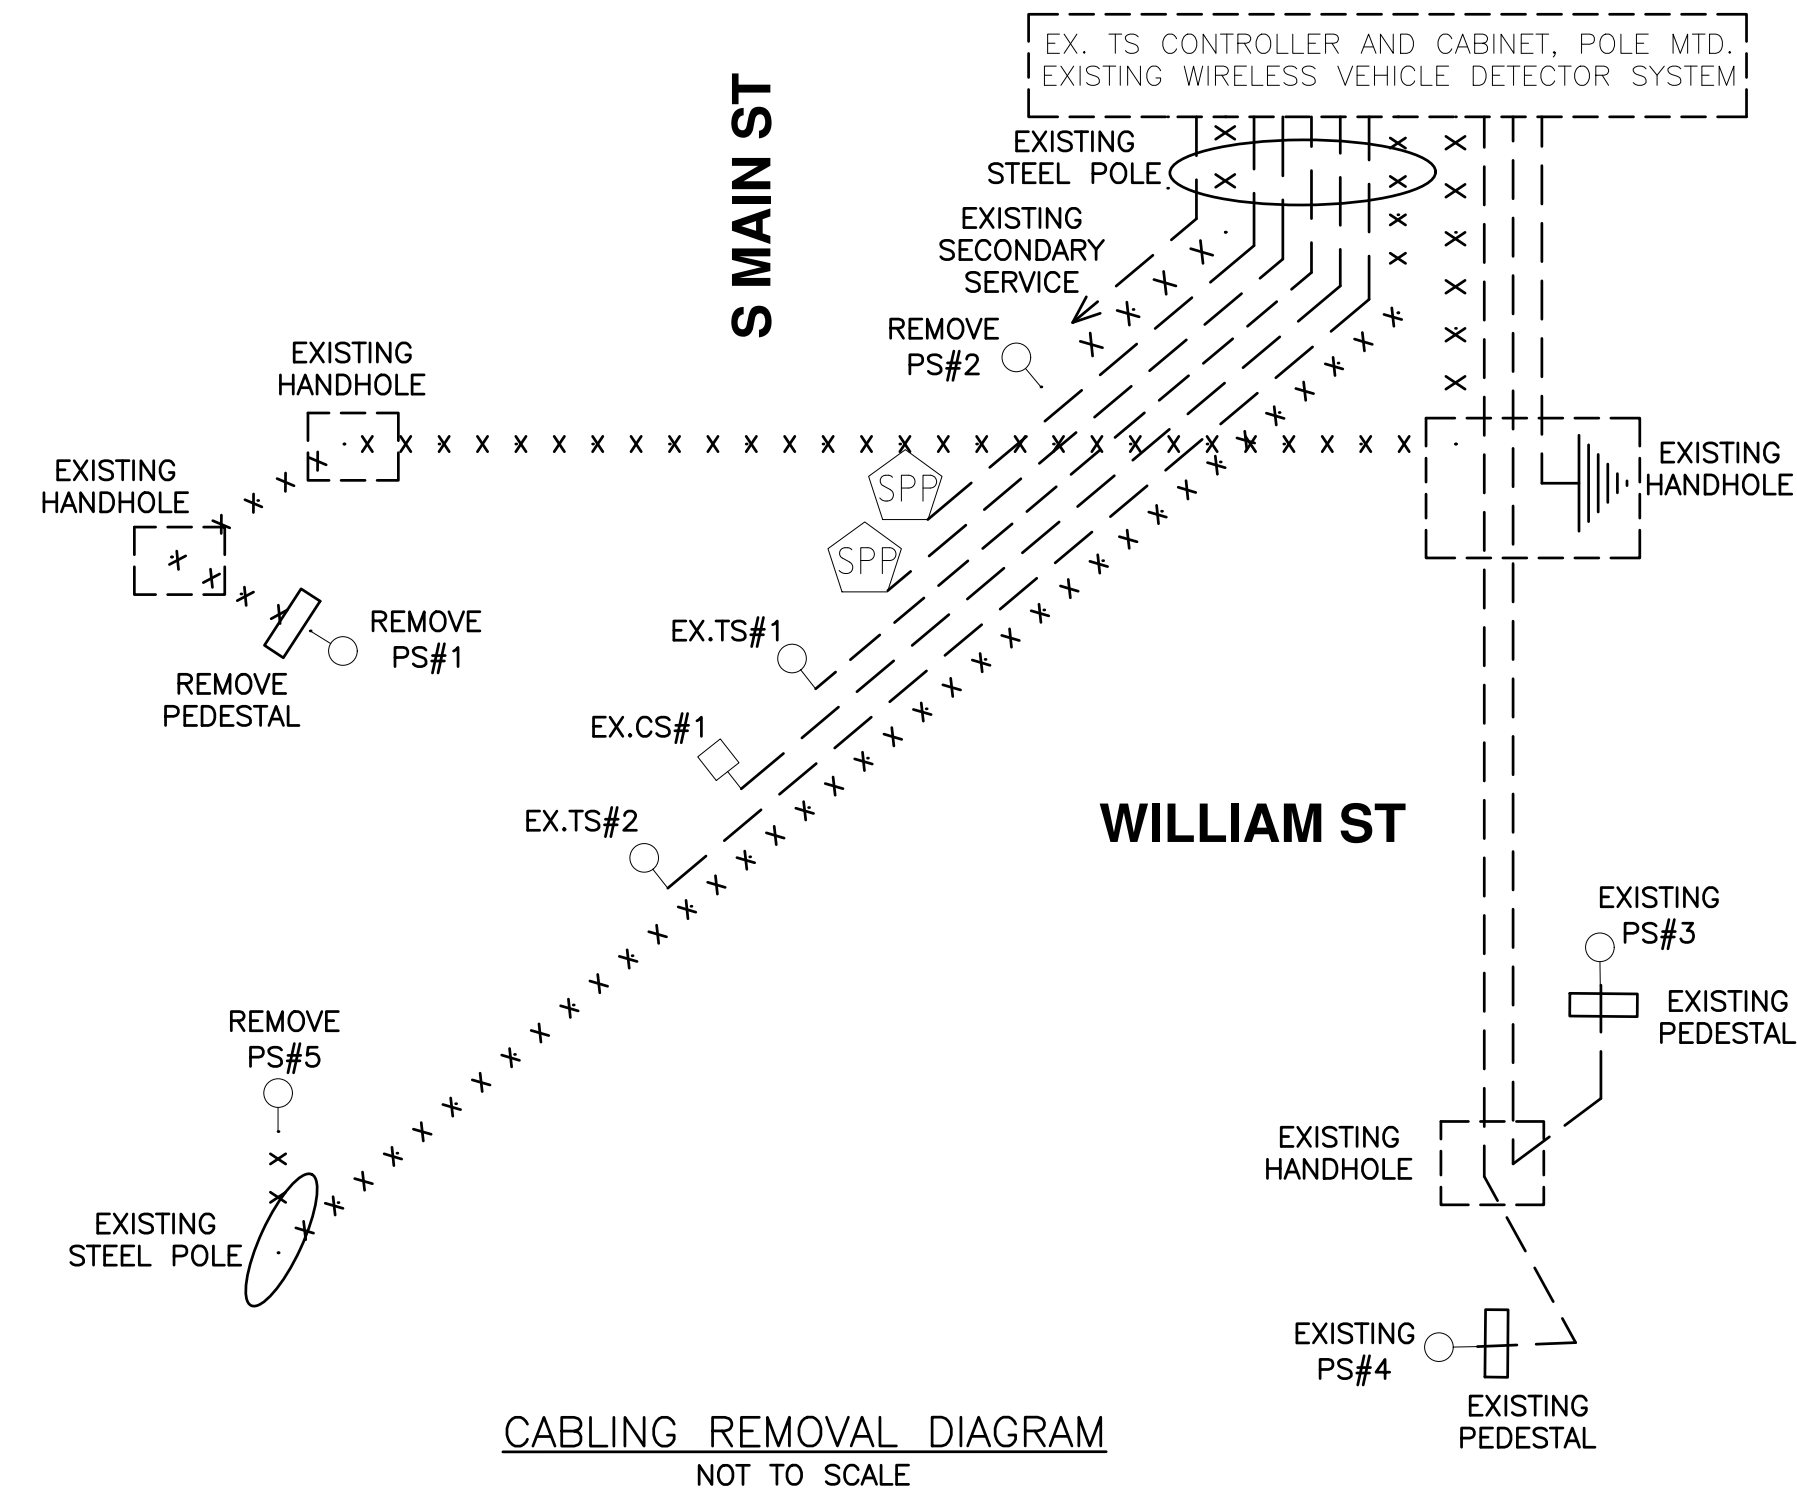 EX. TS CONTROLLER AND CABINET, POLE MTD.
EXISTING WIRELESS VEHICLE DETECTOR SYSTEM
S MAIN ST
EXISTING
STEEL POLE
EXISTING
SECONDARY
SERVICE
REMOVE
PS#2
EXISTING
HANDHOLE
EXISTING
HANDHOLE
EXISTING
HANDHOLE
SPP
SPP
REMOVE
PS#1
REMOVE
PEDESTAL
EX.TS#1
EX.CS#1
EX.TS#2
WILLIAM ST
EXISTING
PS#3
EXISTING
PEDESTAL
REMOVE
PS#5
EXISTING
HANDHOLE
EXISTING
STEEL POLE
EXISTING
PS#4
EXISTING
PEDESTAL
CABLING REMOVAL DIAGRAM
NOT TO SCALE